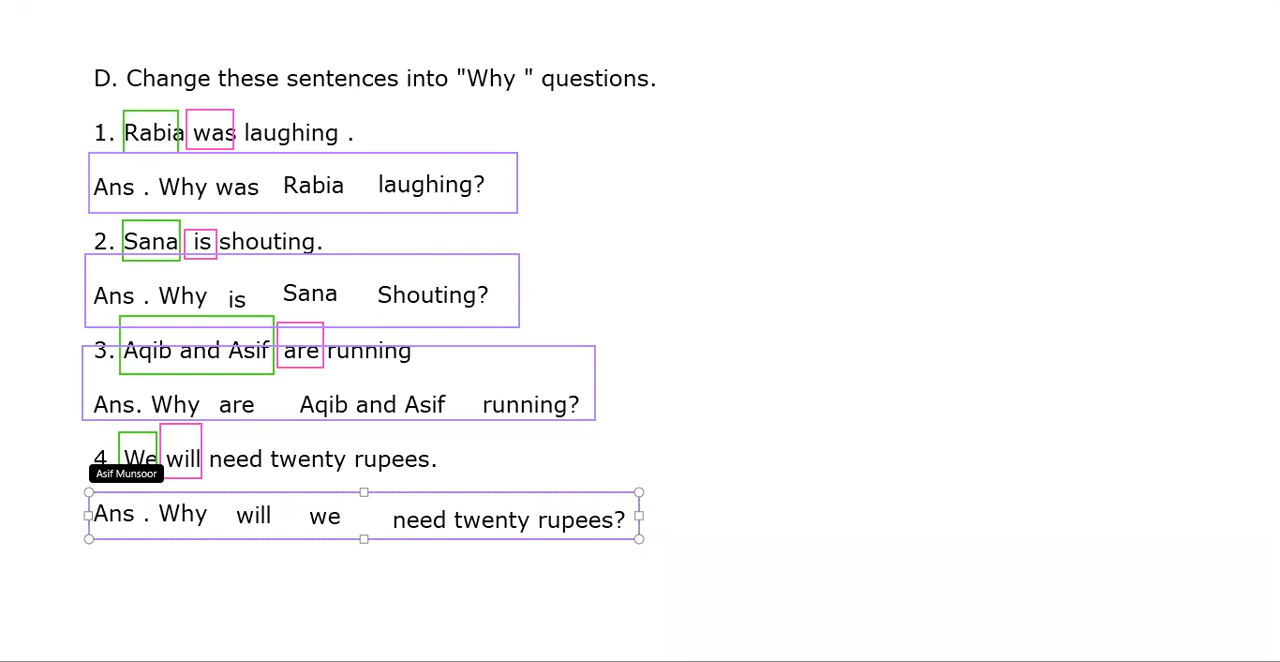 D. Change these sentences into "Why " questions.
1. Rabia was laughing .
Ans . Why was Rabia laughing?
2. Sana is shouting.
Ans . Why is Sana Shouting?
3. Aqib and Asif are running
Ans. Why are Aqib and Asif running?
4. We will need twenty rupees.
Asif Munsoor
Ans . Why will we need twenty rupees?